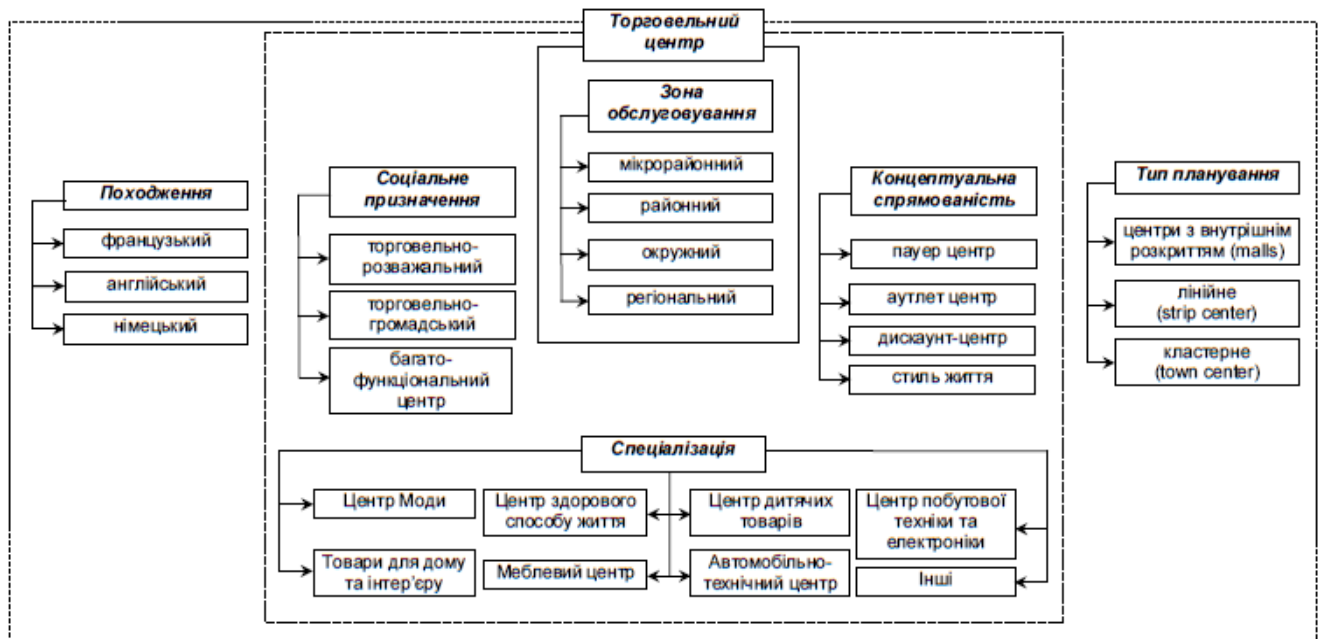 Торговельний
центр
Зона
обслуговування
мікрорайонний
районний
окружний
регіональний
Походження
французький
англійський
німецький
Соціальне
призначення
торговельно-
розважальний
торговельно-
громадський
багато-
функціональний
центр
Концептуальна
спрямованість
пауер центр
аутлет центр
дискаунт-центр
стиль життя
Тип планування
центри з внутрішнім
розкриттям (malls)
лінійне
(strip center)
кластерне
(town center)
Спеціалізація
Центр Моди
Товари для дому
та інтер'єру
Центр здорового
способу життя
Меблевий центр
Центр дитячих
товарів
Автомобільно-
технічний центр
Центр побутової
техніки та
електроніки
Інші